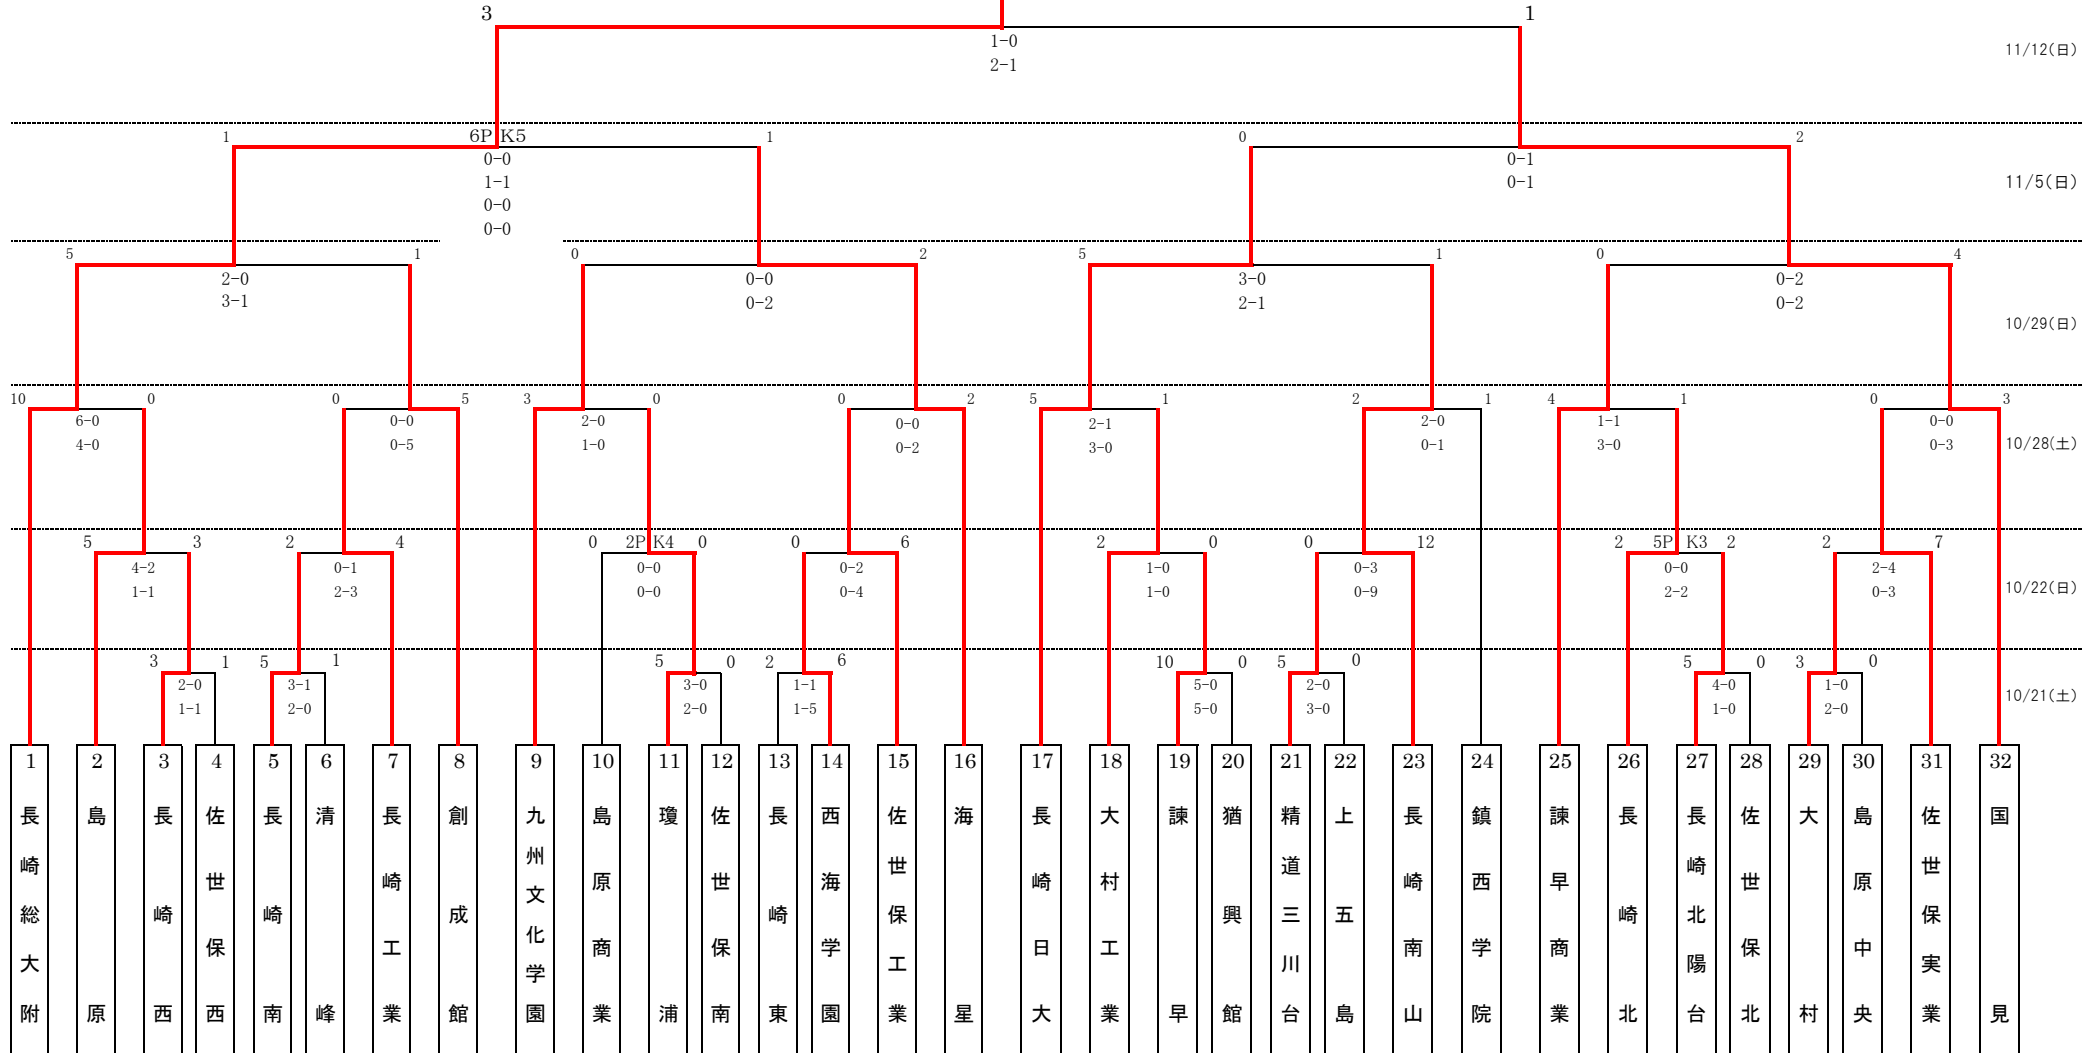 3 1
1-0 11/12(日)
2-1
1 6P K5 1 0 2
0-0 0-1
1-1 0-1 11/5(日)
0-0
0-0
5 1 0 2 5 1 0 4
2-0 0-0 3-0 0-2
3-1 0-2 2-1 0-2
10/29(日)
10 0 0 5 3 0 0 2 5 1 2 1 4 1 0 3
6-0 0-0 2-0 0-0 2-1 2-0 1-1 0-0
4-0 0-5 1-0 0-2 3-0 0-1 3-0 0-3 10/28(土)
5 3 2 4 0 2P K4 0 0 6 2 0 0 12 2 5P K3 2 2 7
4-2 0-1 0-0 0-2 1-0 0-3 0-0 2-4
1-1 2-3 0-0 0-4 1-0 0-9 2-2 0-3 10/22(日)
3 1 5 1 5 0 2 6 10 0 5 0 5 0 3 0
2-0 3-1 3-0 1-1 5-0 2-0 4-0 1-0
1-1 2-0 2-0 1-5 5-0 3-0 1-0 2-0 10/21(土)
1 2 3 4 5 6 7 8 9 10 11 12 13 14 15 16 17 18 19 20 21 22 23 24 25 26 27 28 29 30 31 32
長崎総大附
島原
長崎西
佐世保西
長崎南
清峰
長崎工業
創成館
九州文化学園
島原商業
瓊浦
佐世保南
長崎東
西海学園
佐世保工業
海星
長崎日大
大村工業
諫早
猶興館
精道三川台
上五島
長崎南山
鎮西学院
諫早商業
長崎北
長崎北陽台
佐世保北
大村
島原中央
佐世保実業
国見